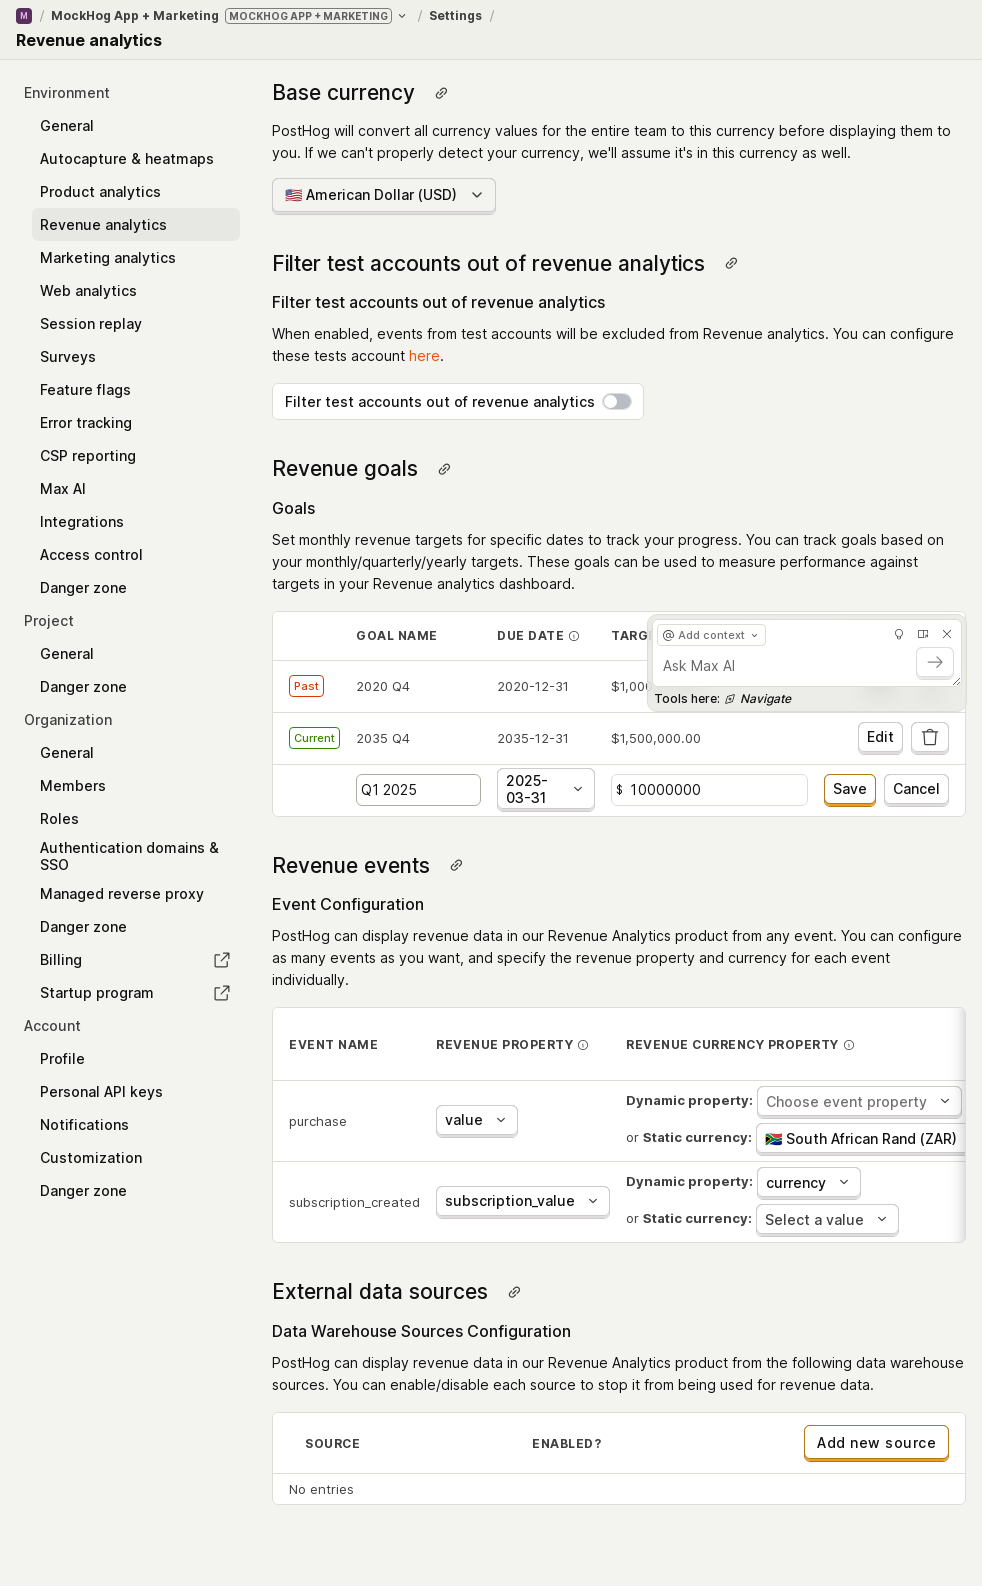 M / MockHog App + Marketing MOCKHOG APP + MARKETING / Settings /
Revenue analytics
Environment
General
Autocapture & heatmaps
Product analytics
Revenue analytics
Marketing analytics
Web analytics
Session replay
Surveys
Feature flags
Error tracking
CSP reporting
Max AI
Integrations
Access control
Danger zone
Project
General
Danger zone
Organization
General
Members
Roles
Authentication domains &
SSO
Managed reverse proxy
Danger zone
Billing
Startup program
Account
Profile
Personal API keys
Notifications
Customization
Danger zone
Base currency
PostHog will convert all currency values for the entire team to this currency before displaying them to
you. If we can't properly detect your currency, we'll assume it's in this currency as well.
🇺🇸 American Dollar (USD)
Filter test accounts out of revenue analytics
Filter test accounts out of revenue analytics
When enabled, events from test accounts will be excluded from Revenue analytics. You can configure
these tests account here.
Filter test accounts out of revenue analytics
Revenue goals
Goals
Set monthly revenue targets for specific dates to track your progress. You can track goals based on
your monthly/quarterly/yearly targets. These goals can be used to measure performance against
targets in your Revenue analytics dashboard.
GOAL NAME DUE DATE
@ Add context
Ask Max AI
Tools here: Navigate
Past 2020 Q4 2020-12-31
Current 2035 Q4 2035-12-31 $1,500,000.00 Edit
Q1 2025 2025-
03-31 $ 10000000 Save Cancel
Revenue events
Event Configuration
PostHog can display revenue data in our Revenue Analytics product from any event. You can configure
as many events as you want, and specify the revenue property and currency for each event
individually.
EVENT NAME REVENUE PROPERTY REVENUE CURRENCY PROPERTY
purchase value Dynamic property: Choose event property
or Static currency: 🇿🇦 South African Rand (ZAR)
subscription_created subscription_value Dynamic property: currency
or Static currency: Select a value
External data sources
Data Warehouse Sources Configuration
PostHog can display revenue data in our Revenue Analytics product from the following data warehouse
sources. You can enable/disable each source to stop it from being used for revenue data.
SOURCE ENABLED? Add new source
No entries